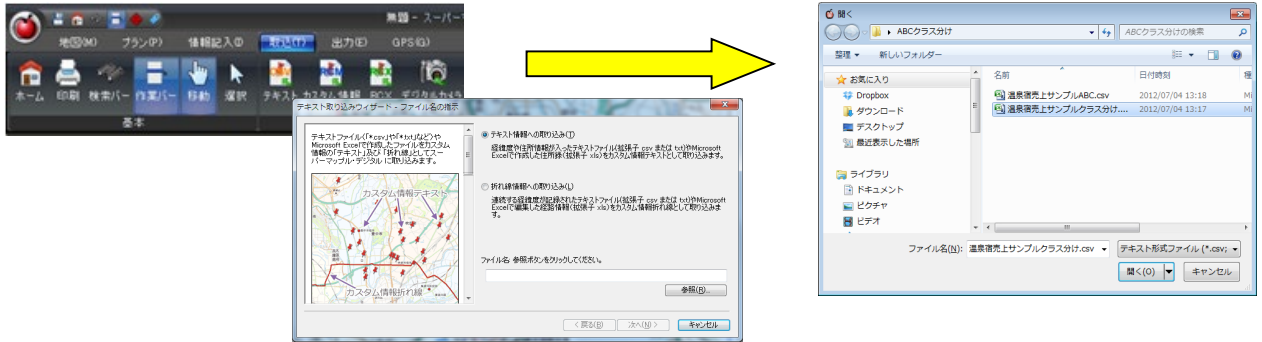 無題 - スーパー
地図(M) プラン(P) 情報記入(I) 取込(T) 出力(E) GPS(G)
ホーム 印刷 検索バー 作業バー 移動 選択 テキスト カスタム情報 BOX デジタルカメラ
基本
テキスト取り込みウィザード - ファイル名の指示
テキストファイル(「*.csv」や「*.txt」など)や
Microsoft Excelで作成したファイルをカスタム
情報の「テキスト」及び「折れ線」としてスー
パーマップル・デジタル に取り込みます。
カスタム情報テキスト
カスタム情報折れ線
テキスト情報への取り込み(T)
経緯度や住所情報が入ったテキストファイル(拡張子 csv または txt)やMicrosoft
Excelで作成した住所録(拡張子 xls)をカスタム情報テキストとして取り込みます。
折れ線情報への取り込み(L)
連続する経緯度が記録されたテキストファイル(拡張子 csv または txt)やMicrosoft
Excelで編集した経路情報(拡張子 xls)をカスタム情報折れ線として取り込みま
す。
ファイル名 参照ボタンをクリックしてください。
参照(R)...
< 戻る(B) 次へ(N) > キャンセル
開く
ABCクラス分け
ABCクラス分けの検索
整理 新しいフォルダー
お気に入り
Dropbox
ダウンロード
デスクトップ
最近表示した場所
ライブラリ
ドキュメント
ピクチャ
ビデオ
名前 日付時刻 種
温泉宿売上サンプルABC.csv 2012/07/04 13:18 Mi
温泉宿売上サンプルクラス分け.... 2012/07/04 13:17 Mi
ファイル名(N): 温泉宿売上サンプルクラス分け.csv テキスト形式ファイル (*.csv;
開く(O) キャンセル